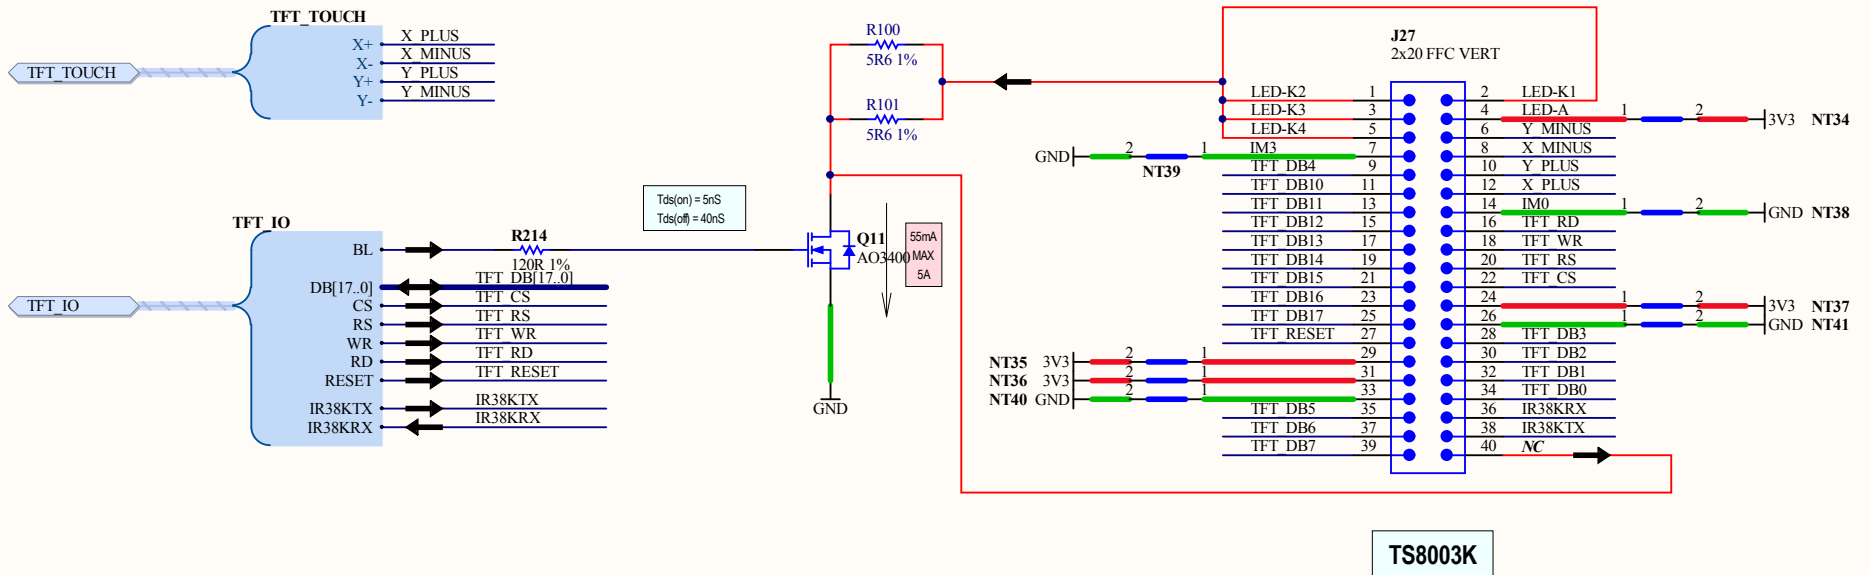 TFT_TOUCH
TFT_TOUCH
X+ X_PLUS
X- X_MINUS
Y+ Y_PLUS
Y- Y_MINUS
TFT_IO
TFT_IO
BL
DB[17..0] TFT_DB[17..0]
CS TFT_CS
RS TFT_RS
WR TFT_WR
RD TFT_RD
RESET TFT_RESET
IR38KTX IR38KTX
IR38KRX IR38KRX
R214
120R 1%
Tds(on) = 5nS
Tds(off) = 40nS
R100
5R6 1%
R101
5R6 1%
Q11
AO3400
55mA
MAX
5A
GND
J27
2x20 FFC VERT
LED-K2 1 2 LED-K1
LED-K3 3 4 LED-A 1 2 3V3 NT34
LED-K4 5 6 Y_MINUS
GND 2 NT39 1 IM3 7 8 X_MINUS
TFT_DB4 9 10 Y_PLUS
TFT_DB10 11 12 X_PLUS
TFT_DB11 13 14 IM0 1 2 GND NT38
TFT_DB12 15 16 TFT_RD
TFT_DB13 17 18 TFT_WR
TFT_DB14 19 20 TFT_RS
TFT_DB15 21 22 TFT_CS
TFT_DB16 23 24 1 2 3V3 NT37
TFT_DB17 25 26 1 2 GND NT41
TFT_RESET 27 28 TFT_DB3
NT35 3V3 2 1 29 30 TFT_DB2
NT36 3V3 2 1 31 32 TFT_DB1
NT40 GND 2 1 33 34 TFT_DB0
TFT_DB5 35 36 IR38KRX
TFT_DB6 37 38 IR38KTX
TFT_DB7 39 40 NC
TS8003K